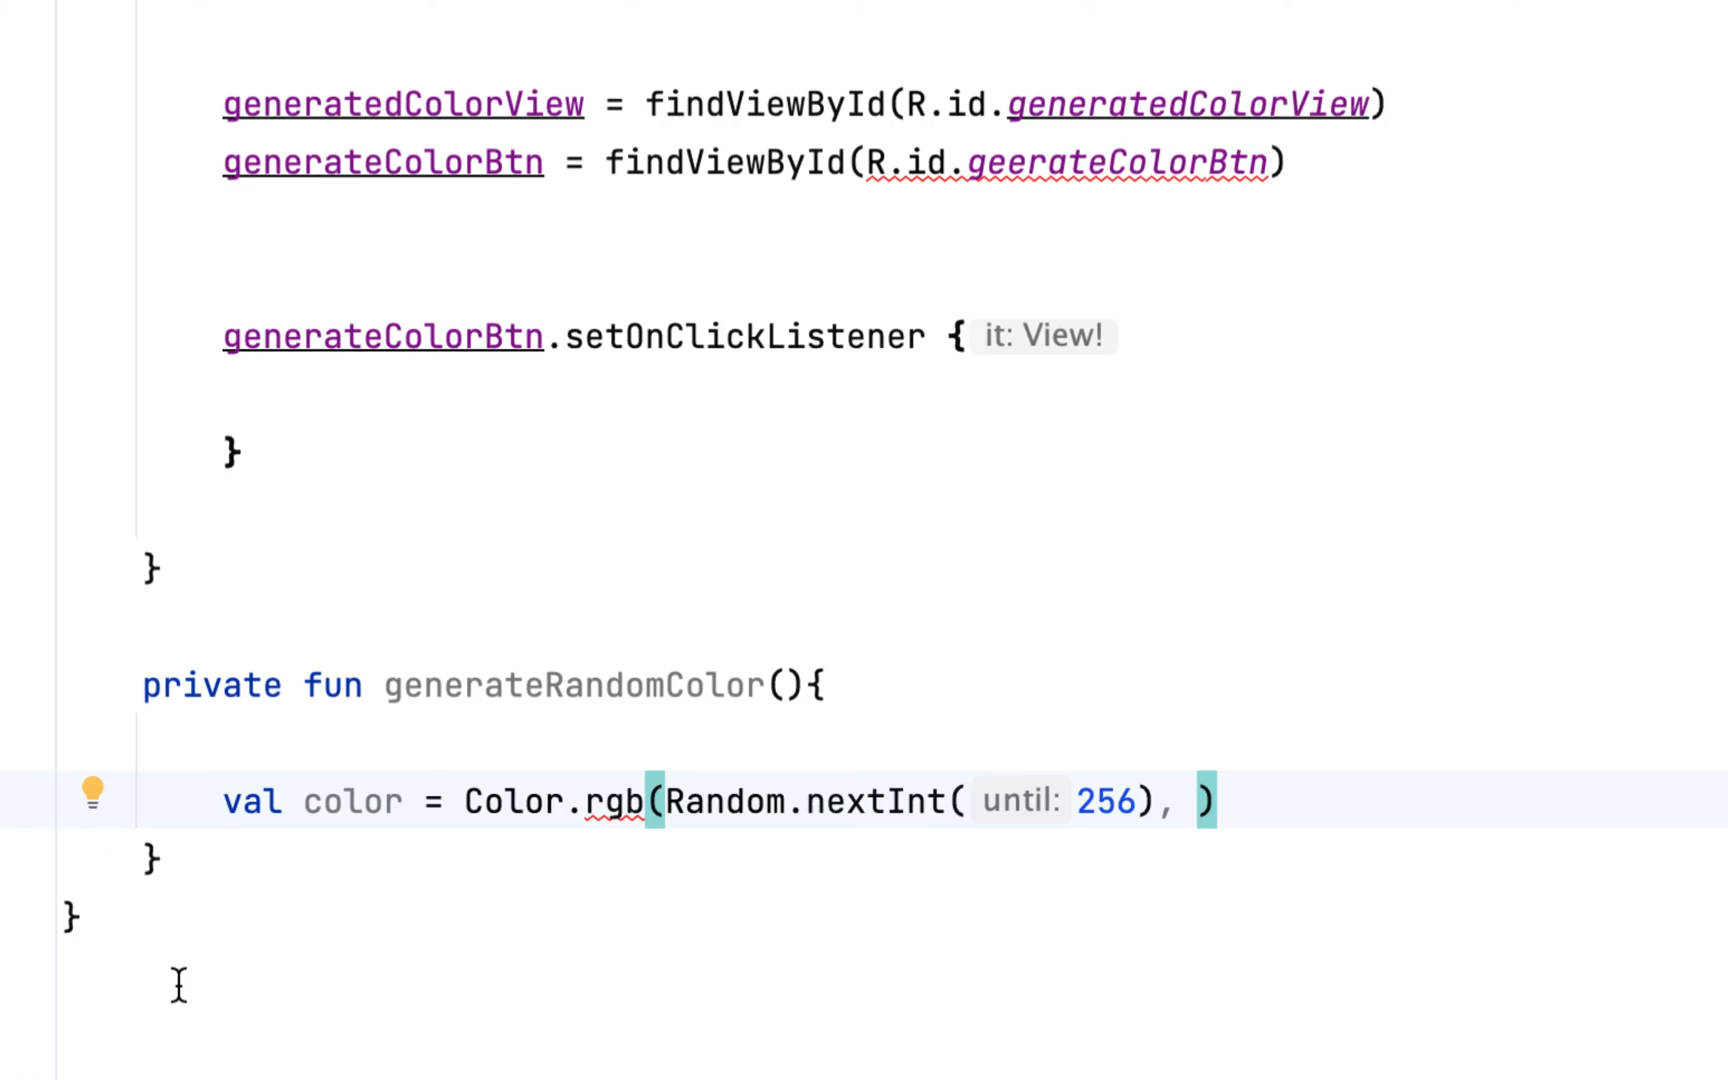 generatedColorView = findViewById(R.id.generatedColorView)
generateColorBtn = findViewById(R.id.geerateColorBtn)
generateColorBtn.setOnClickListener { it: View!
}
}
private fun generateRandomColor(){
val color = Color.rgb(Random.nextInt( until: 256), )
}
}